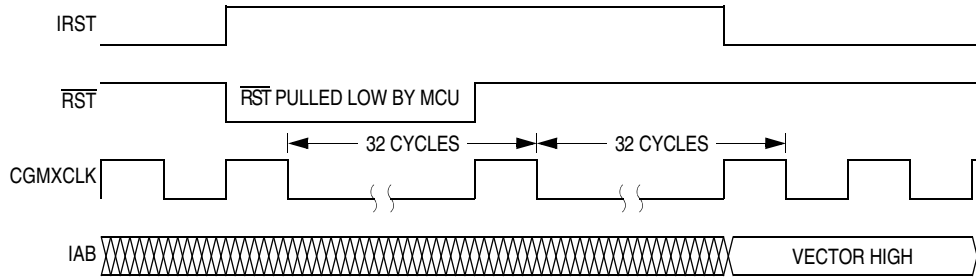 IRST
RST
RST PULLED LOW BY MCU
32 CYCLES
32 CYCLES
CGMXCLK
IAB
VECTOR HIGH